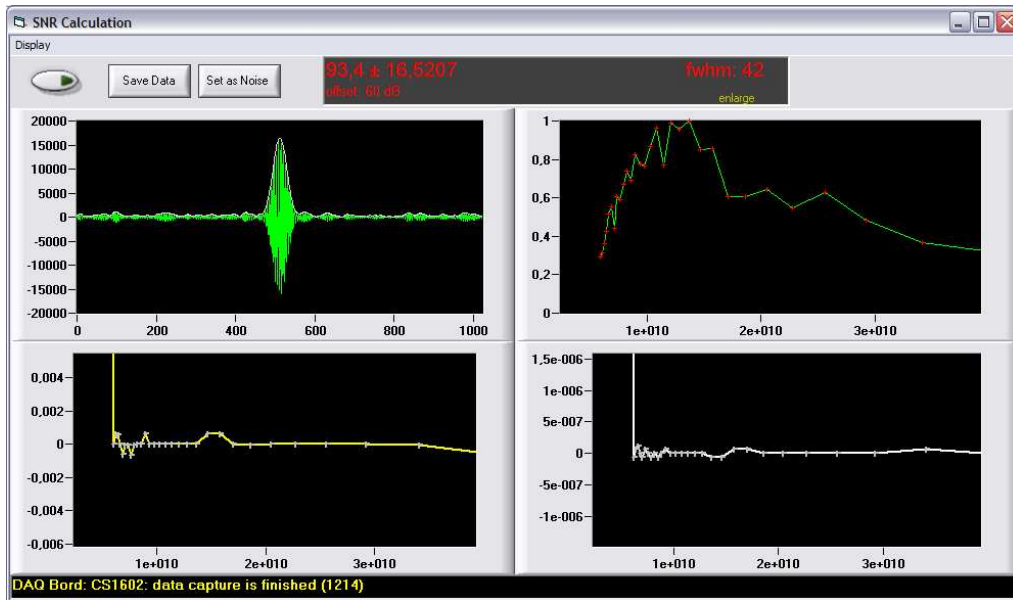 SNR Calculation
Display
Save Data
Set as Noise
93,4 ± 16,5207
fwhm: 42
offset: 60 dB
enlarge
20000
15000
10000
5000
0
-5000
-10000
-15000
-20000
0 200 400 600 800 1000
1
0,8
0,6
0,4
0,2
0
1e+010 2e+010 3e+010
0,004
0,002
0
-0,002
-0,004
-0,006
1e+010 2e+010 3e+010
1,5e-006
1e-006
5e-007
0
-5e-007
-1e-006
1e+010 2e+010 3e+010
DAQ Bord: CS1602: data capture is finished (1214)